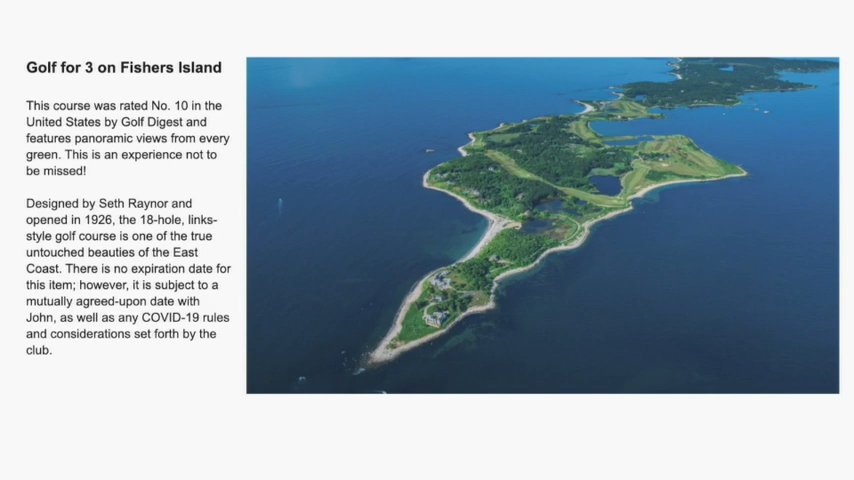 Golf for 3 on Fishers Island
This course was rated No. 10 in the
United States by Golf Digest and
features panoramic views from every
green. This is an experience not to
be missed!
Designed by Seth Raynor and
opened in 1926, the 18-hole, links-
style golf course is one of the true
untouched beauties of the East
Coast. There is no expiration date for
this item; however, it is subject to a
mutually agreed-upon date with
John, as well as any COVID-19 rules
and considerations set forth by the
club.